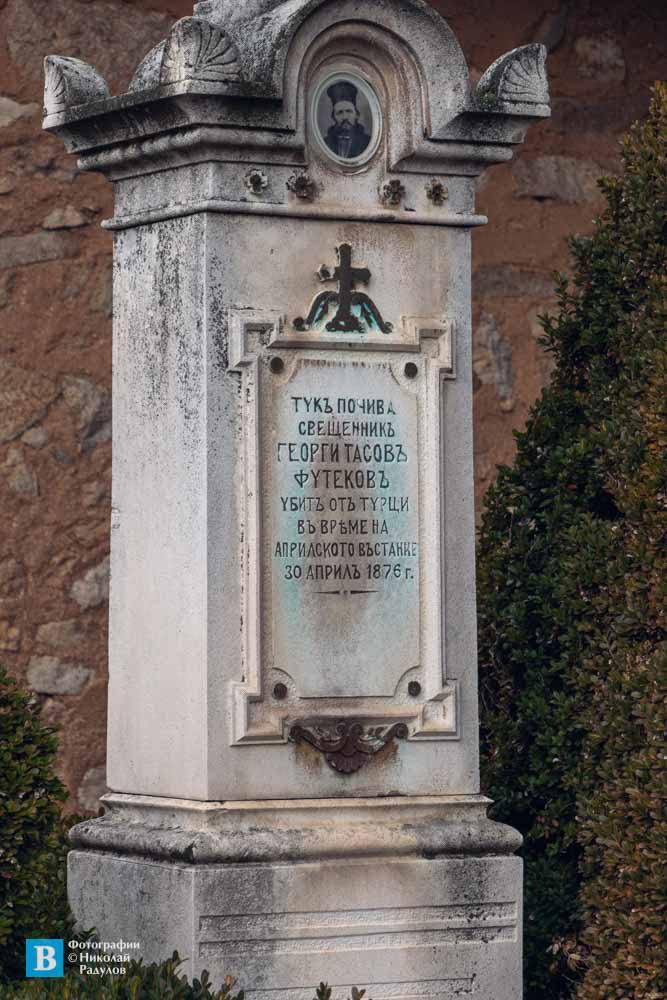 ТУКЪ ПОЧИВА
СВЕЩЕННИКЪ
ГЕОРГИ ТАСОВЪ
ФУТЕКОВЪ
УБИТЪ ОТЪ ТУРЦИ
ВЪ ВРѢМЕ НА
АПРИЛСКОТО ВЪСТАНИЕ
30 АПРИЛЪ 1876 г.
В
Фотографии
© Николай
Радулов